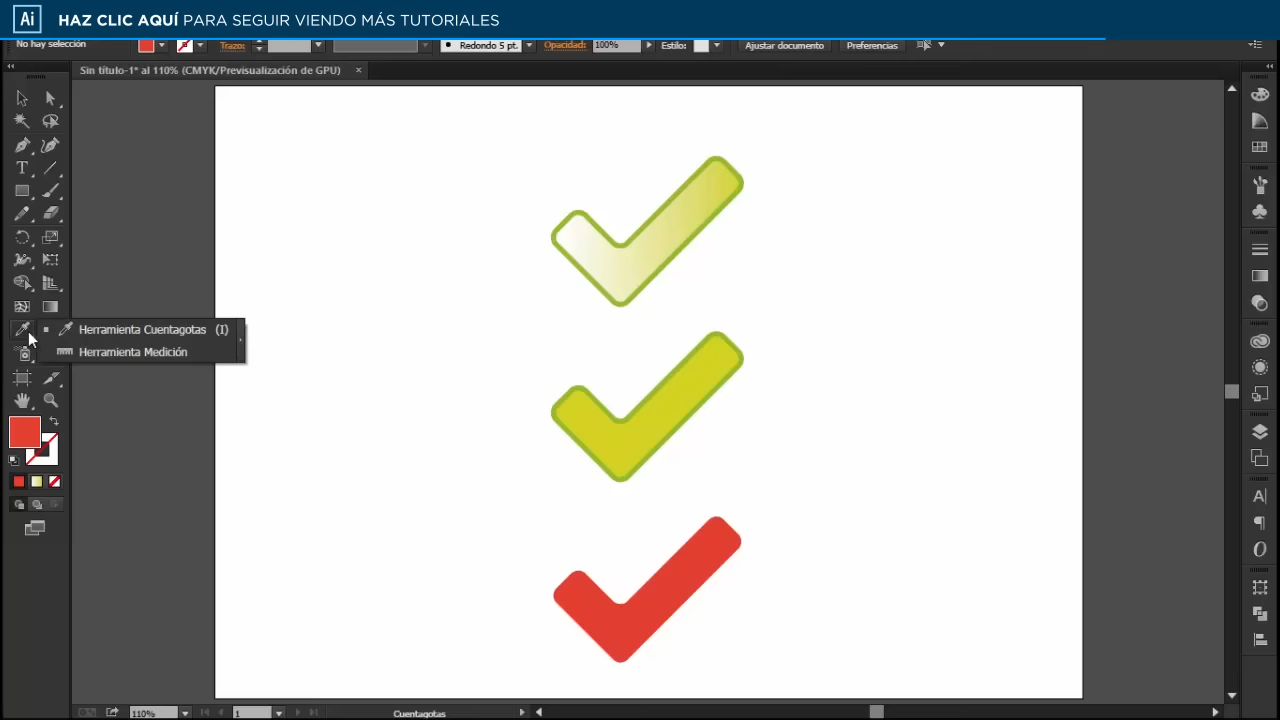 Ai HAZ CLIC AQUÍ PARA SEGUIR VIENDO MÁS TUTORIALES
No hay selección Trazo: Redondo 5 pt. Opacidad: 100% Estilo: Ajustar documento Preferencias
Sin título-1* al 110% (CMYK/Previsualización de GPU) ×
Herramienta Cuentagotas (I)
Herramienta Medición
110% 1 Cuentagotas